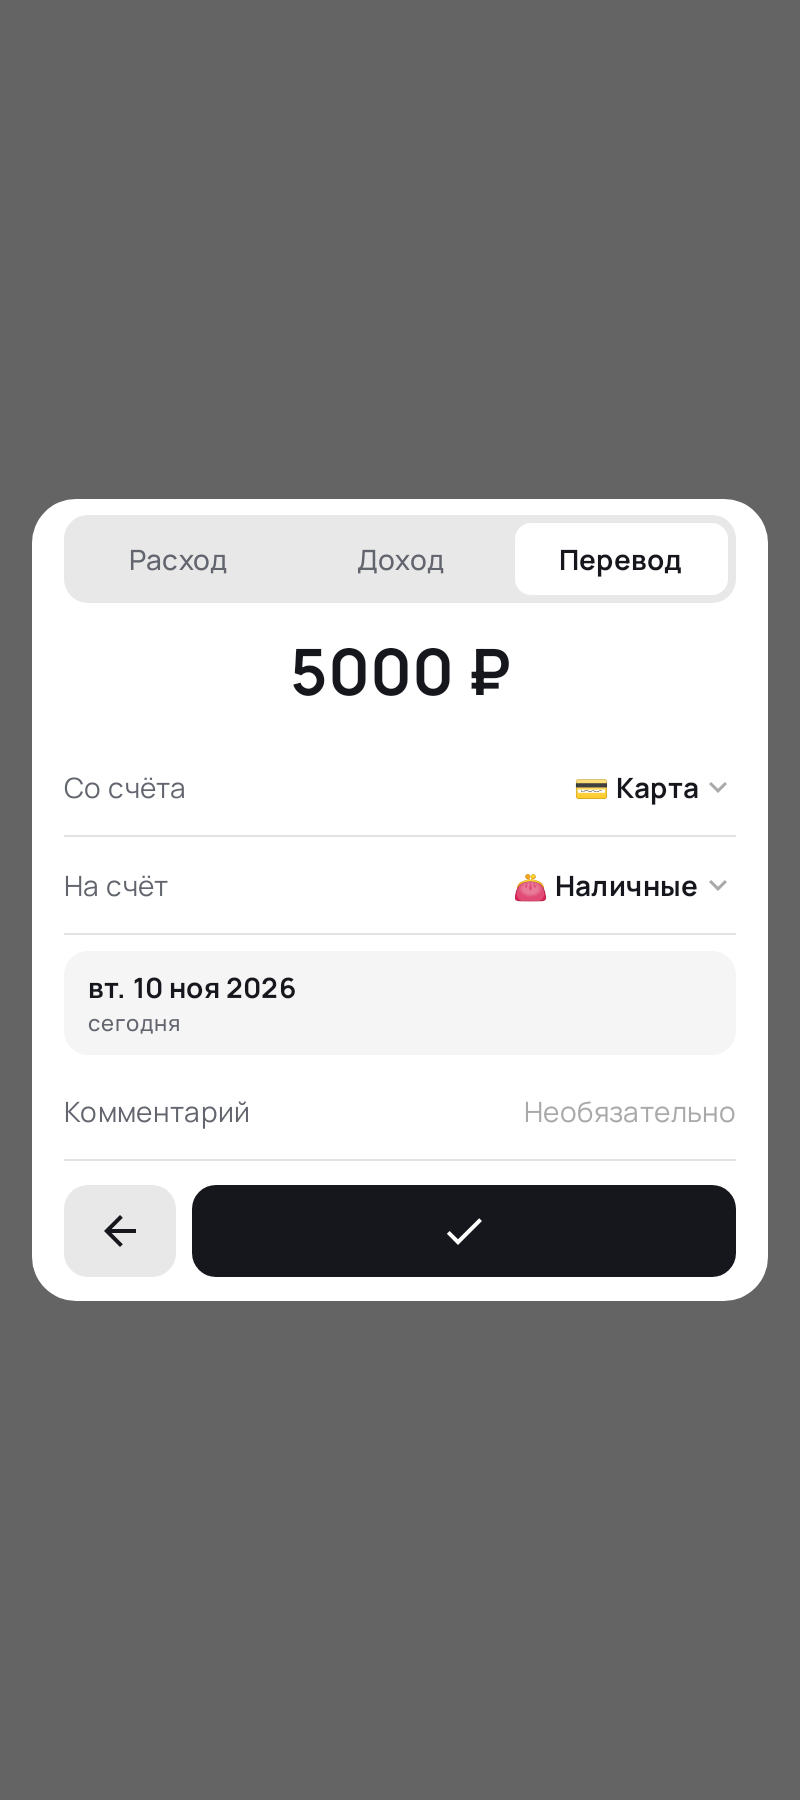 Расход Доход Перевод
5000 ₽
Со счёта 💳 Карта
На счёт 👛 Наличные
вт. 10 ноя 2026
сегодня
Комментарий Необязательно